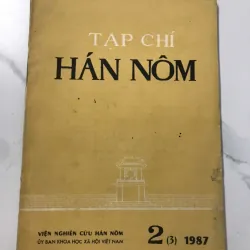 TẠP CHÍ
HÁN NÔM
VIỆN NGHIÊN CỨU HÁN NÔM
ỦY BAN KHOA HỌC XÃ HỘI VIỆT NAM
2 (3) 1987